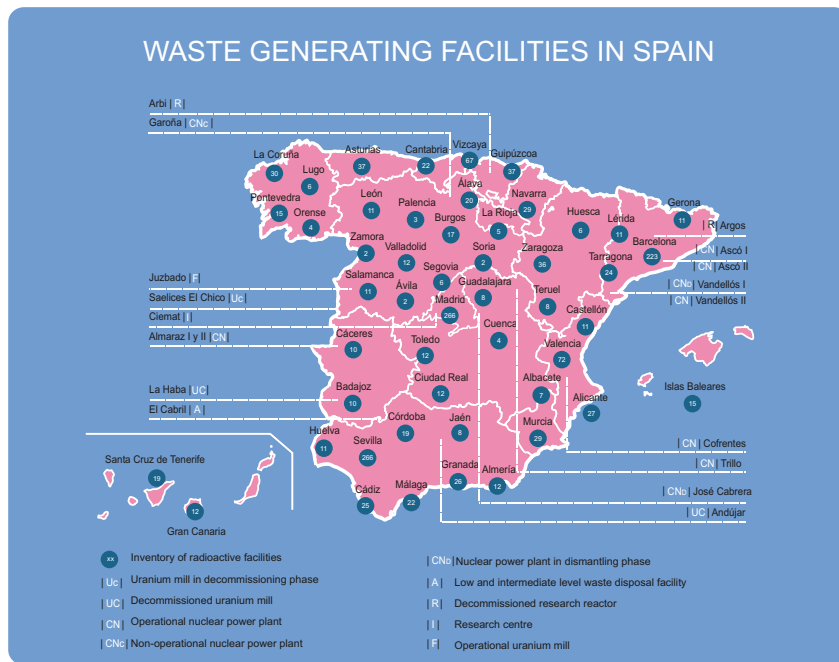 WASTE GENERATING FACILITIES IN SPAIN
Arbi | R |
Garoña | CNc |
La Coruña
30
Lugo
6
Pontevedra
15
Orense
4
Asturias
37
Cantabria
22
Vizcaya
67
Guipúzcoa
37
Álava
20
Navarra
29
La Rioja
5
León
11
Palencia
3
Burgos
17
Huesca
6
Lérida
11
Gerona
11
Barcelona
223
Zamora
2
Valladolid
12
Soria
2
Zaragoza
36
Tarragona
24
Salamanca
11
Ávila
2
Segovia
6
Guadalajara
8
Madrid
266
Teruel
8
Castellón
11
Cuenca
4
Cáceres
10
Toledo
12
Valencia
72
Badajoz
10
Ciudad Real
12
Albacete
7
Alicante
27
Islas Baleares
15
Murcia
29
Huelva
11
Sevilla
266
Córdoba
19
Jaén
8
Granada
26
Almería
12
Cádiz
25
Málaga
22
Santa Cruz de Tenerife
19
Gran Canaria
12
Juzbado | F |
Saelices El Chico | Uc |
Ciemat | I |
Almaraz I y II | CN |
La Haba | UC |
El Cabril | A |
| R | Argos
| CN | Ascó I
| CN | Ascó II
| CND | Vandellós I
| CN | Vandellós II
| CN | Cofrentes
| CN | Trillo
| CND | José Cabrera
| UC | Andújar
xx Inventory of radioactive facilities
| Uc | Uranium mill in decommissioning phase
| UC | Decommissioned uranium mill
| CN | Operational nuclear power plant
| CNc | Non-operational nuclear power plant
| CND | Nuclear power plant in dismantling phase
| A | Low and intermediate level waste disposal facility
| R | Decommissioned research reactor
| I | Research centre
| F | Operational uranium mill